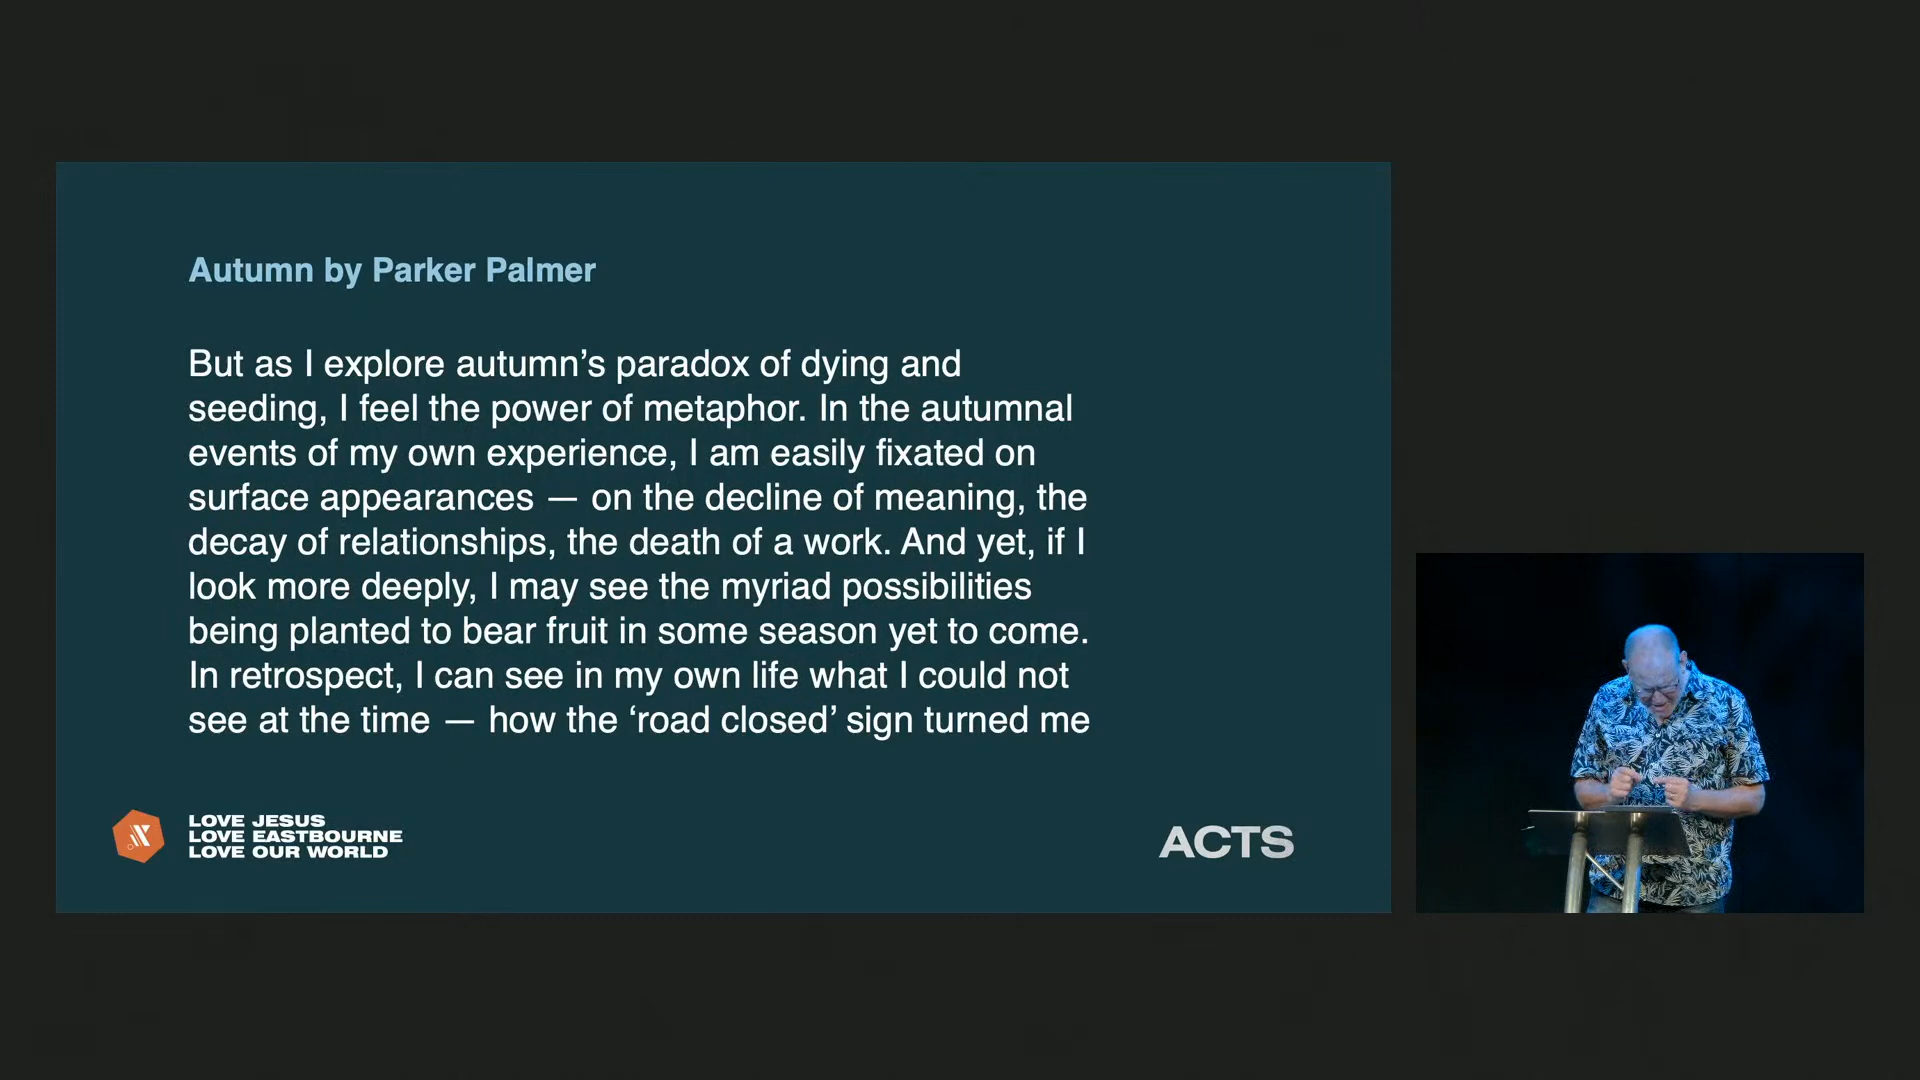 Autumn by Parker Palmer
But as I explore autumn’s paradox of dying and
seeding, I feel the power of metaphor. In the autumnal
events of my own experience, I am easily fixated on
surface appearances — on the decline of meaning, the
decay of relationships, the death of a work. And yet, if I
look more deeply, I may see the myriad possibilities
being planted to bear fruit in some season yet to come.
In retrospect, I can see in my own life what I could not
see at the time — how the ‘road closed’ sign turned me
LOVE JESUS
LOVE EASTBOURNE
LOVE OUR WORLD
ACTS